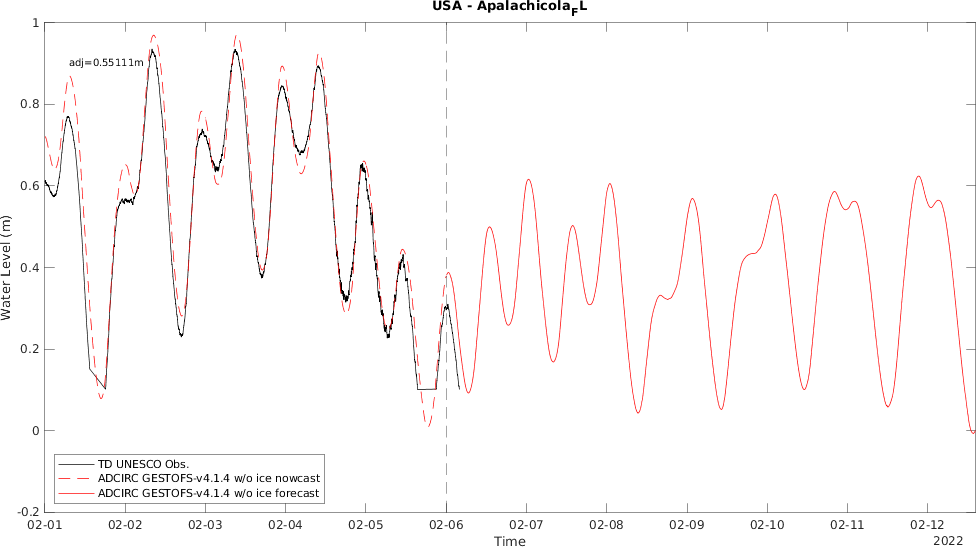 USA - Apalachicola_FL
adj=0.55111m
1
0.8
0.6
0.4
0.2
0
-0.2
Water Level (m)
TD UNESCO Obs.
ADCIRC GESTOFS-v4.1.4 w/o ice nowcast
ADCIRC GESTOFS-v4.1.4 w/o ice forecast
02-01 02-02 02-03 02-04 02-05 02-06 02-07 02-08 02-09 02-10 02-11 02-12
Time
2022